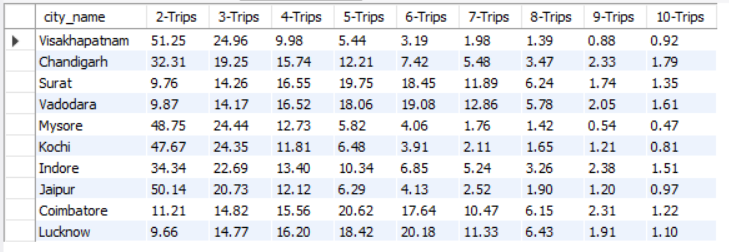 city_name 2-Trips 3-Trips 4-Trips 5-Trips 6-Trips 7-Trips 8-Trips 9-Trips 10-Trips
Visakhapatnam 51.25 24.96 9.98 5.44 3.19 1.98 1.39 0.88 0.92
Chandigarh 32.31 19.25 15.74 12.21 7.42 5.48 3.47 2.33 1.79
Surat 9.76 14.26 16.55 19.75 18.45 11.89 6.24 1.74 1.35
Vadodara 9.87 14.17 16.52 18.06 19.08 12.86 5.78 2.05 1.61
Mysore 48.75 24.44 12.73 5.82 4.06 1.76 1.42 0.54 0.47
Kochi 47.67 24.35 11.81 6.48 3.91 2.11 1.65 1.21 0.81
Indore 34.34 22.69 13.40 10.34 6.85 5.24 3.26 2.38 1.51
Jaipur 50.14 20.73 12.12 6.29 4.13 2.52 1.90 1.20 0.97
Coimbatore 11.21 14.82 15.56 20.62 17.64 10.47 6.15 2.31 1.22
Lucknow 9.66 14.77 16.20 18.42 20.18 11.33 6.43 1.91 1.10